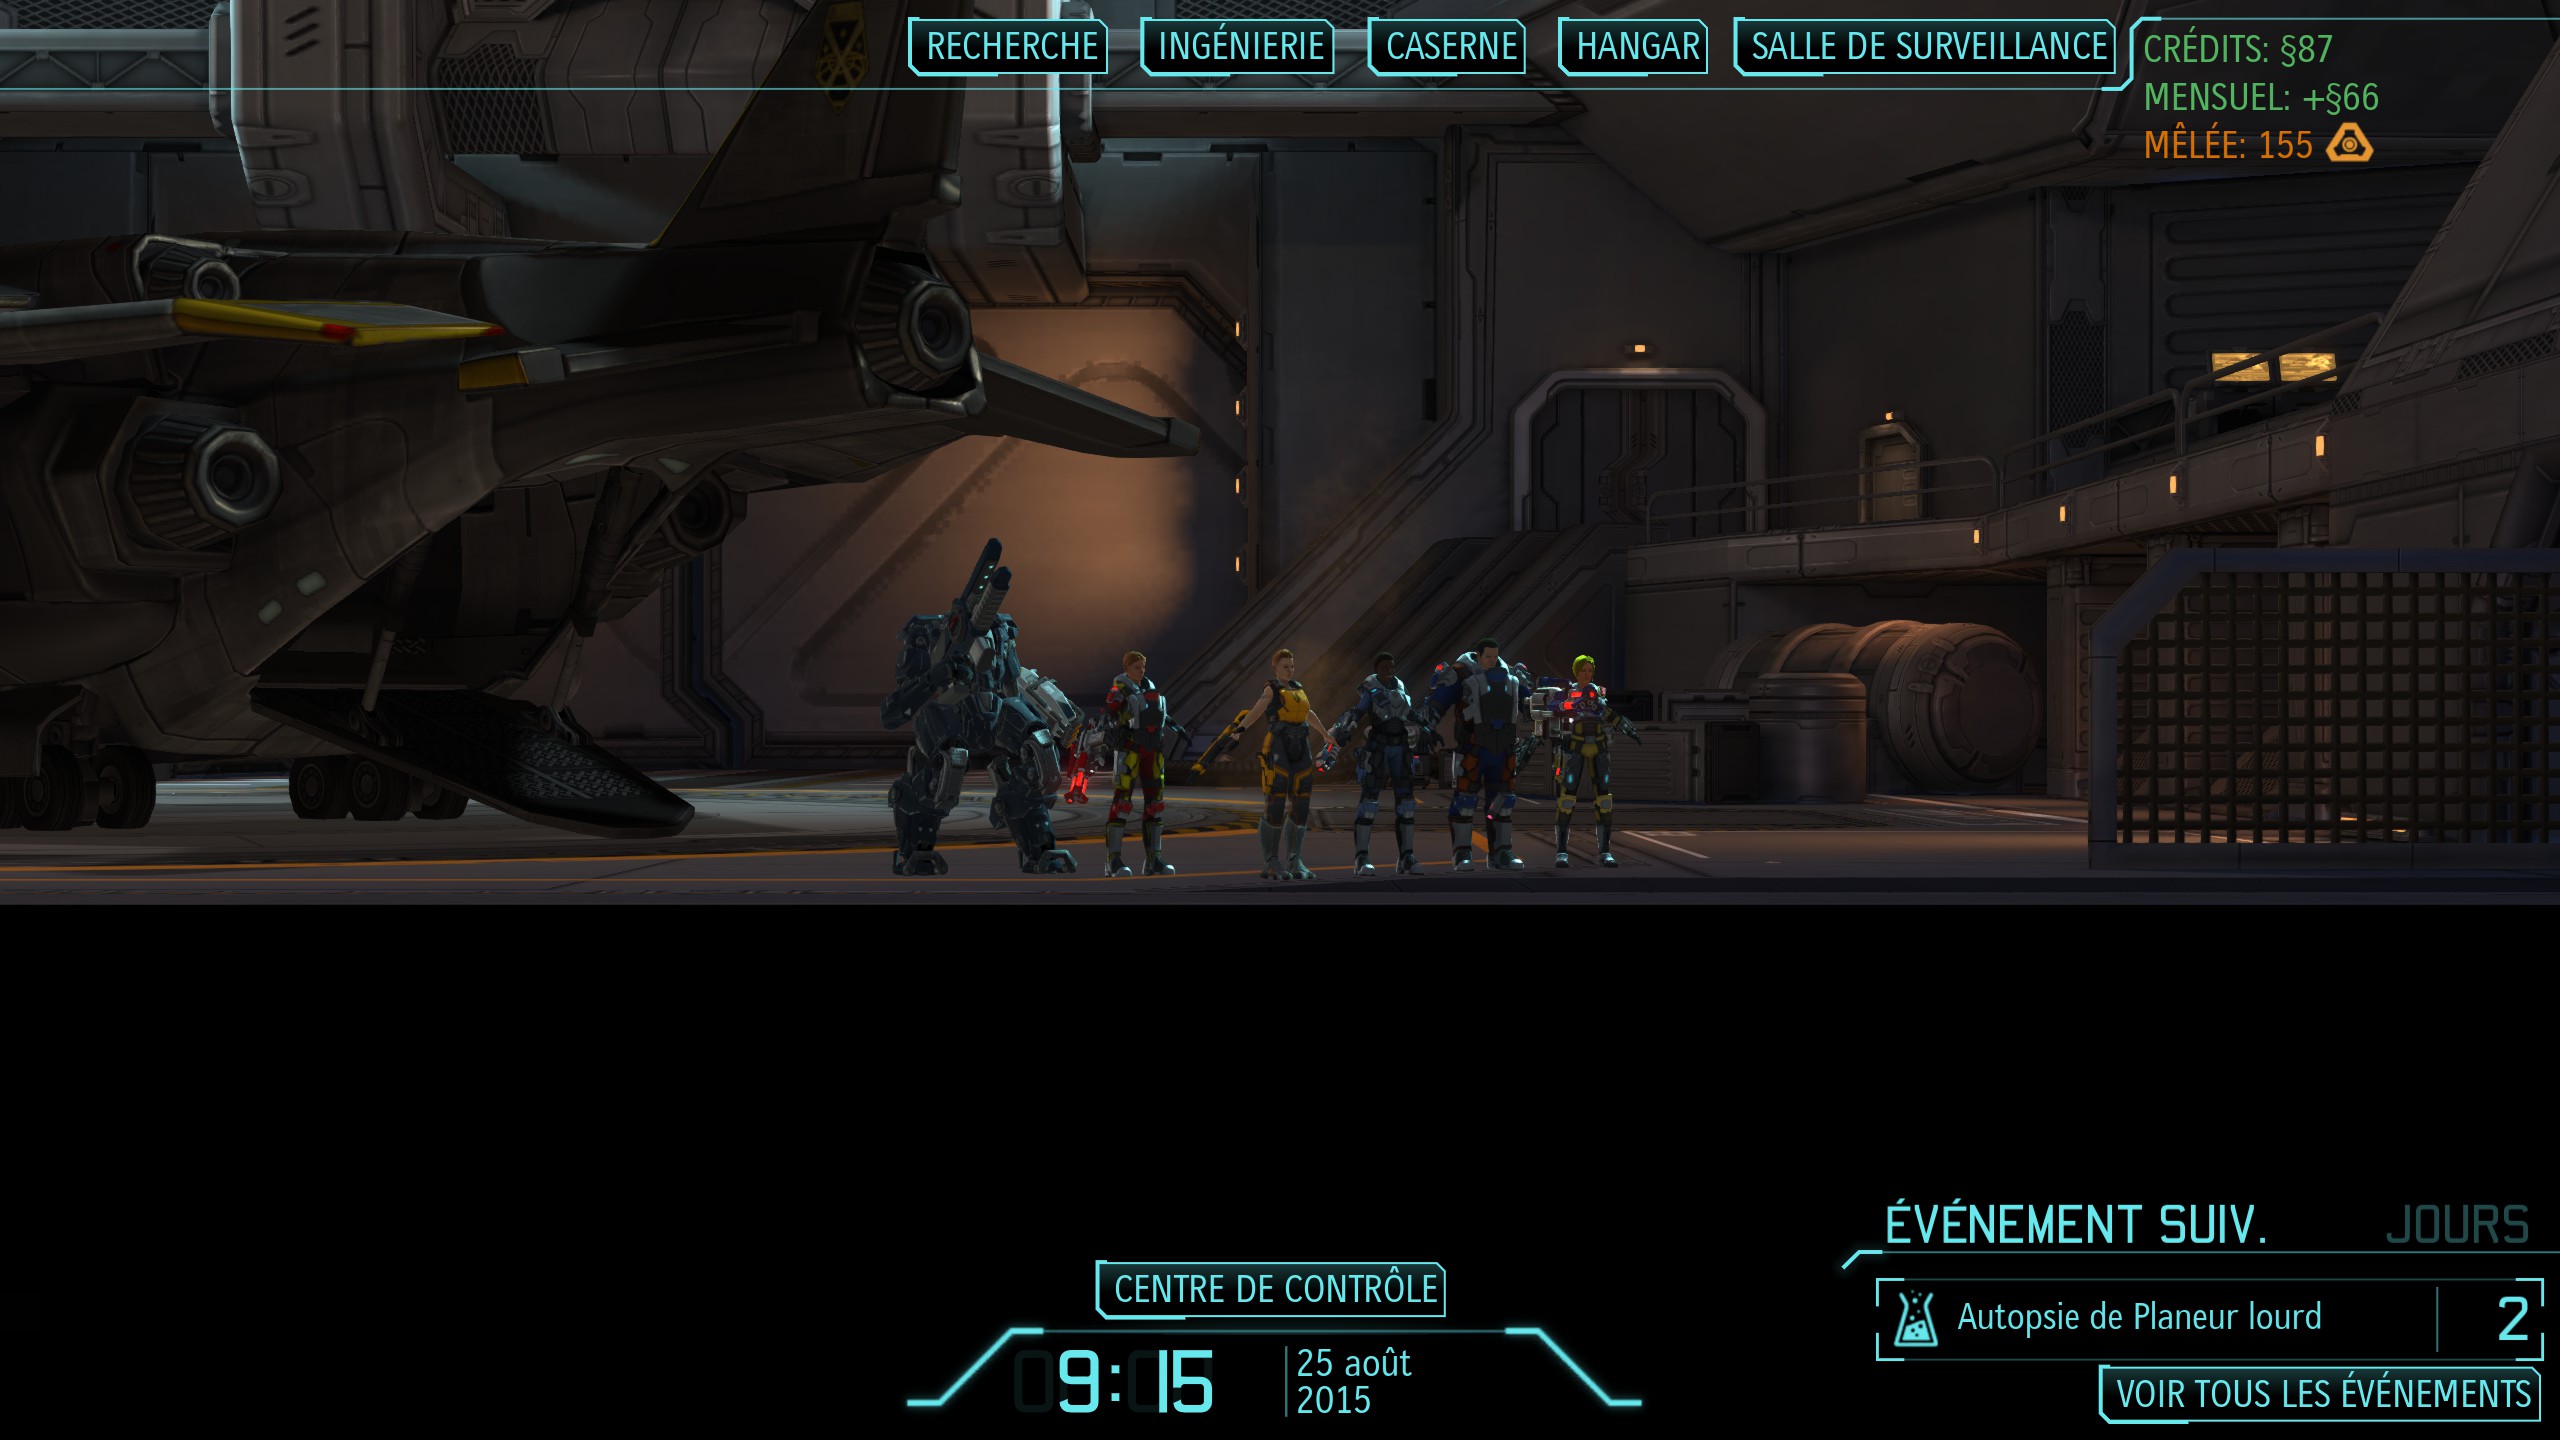 RECHERCHE
INGÉNIERIE
CASERNE
HANGAR
SALLE DE SURVEILLANCE
CRÉDITS: §87
MENSUEL: +§66
MÊLÉE: 155
ÉVÉNEMENT SUIV. JOURS
Autopsie de Planeur lourd 2
VOIR TOUS LES ÉVÉNEMENTS
CENTRE DE CONTRÔLE
9:15
25 août
2015